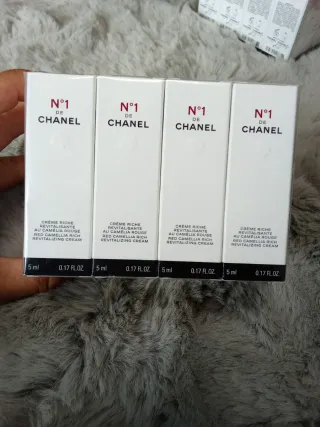 N°1
DE
CHANEL
CRÈME RICHE
REVITALISANTE
AU CAMÉLIA ROUGE
RED CAMELLIA RICH
REVITALIZING CREAM
5 ml 0.17 FL.OZ.
N°1
DE
CHANEL
CRÈME RICHE
REVITALISANTE
AU CAMÉLIA ROUGE
RED CAMELLIA RICH
REVITALIZING CREAM
5 ml 0.17 FL.OZ.
N°1
DE
CHANEL
CRÈME RICHE
REVITALISANTE
AU CAMÉLIA ROUGE
RED CAMELLIA RICH
REVITALIZING CREAM
5 ml 0.17 FL.OZ.
N°1
DE
CHANEL
CRÈME RICHE
REVITALISANTE
AU CAMÉLIA ROUGE
RED CAMELLIA RICH
REVITALIZING CREAM
5 ml 0.17 FL.OZ.